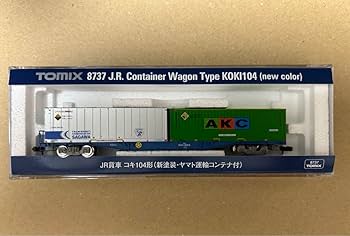 TOMIX 8737 J.R. Container Wagon Type KOKI104 (new color)
SAGAWA
AKC
JR貨車 コキ104形(新塗装・ヤマト運輸コンテナ付)
8737
TOMIX